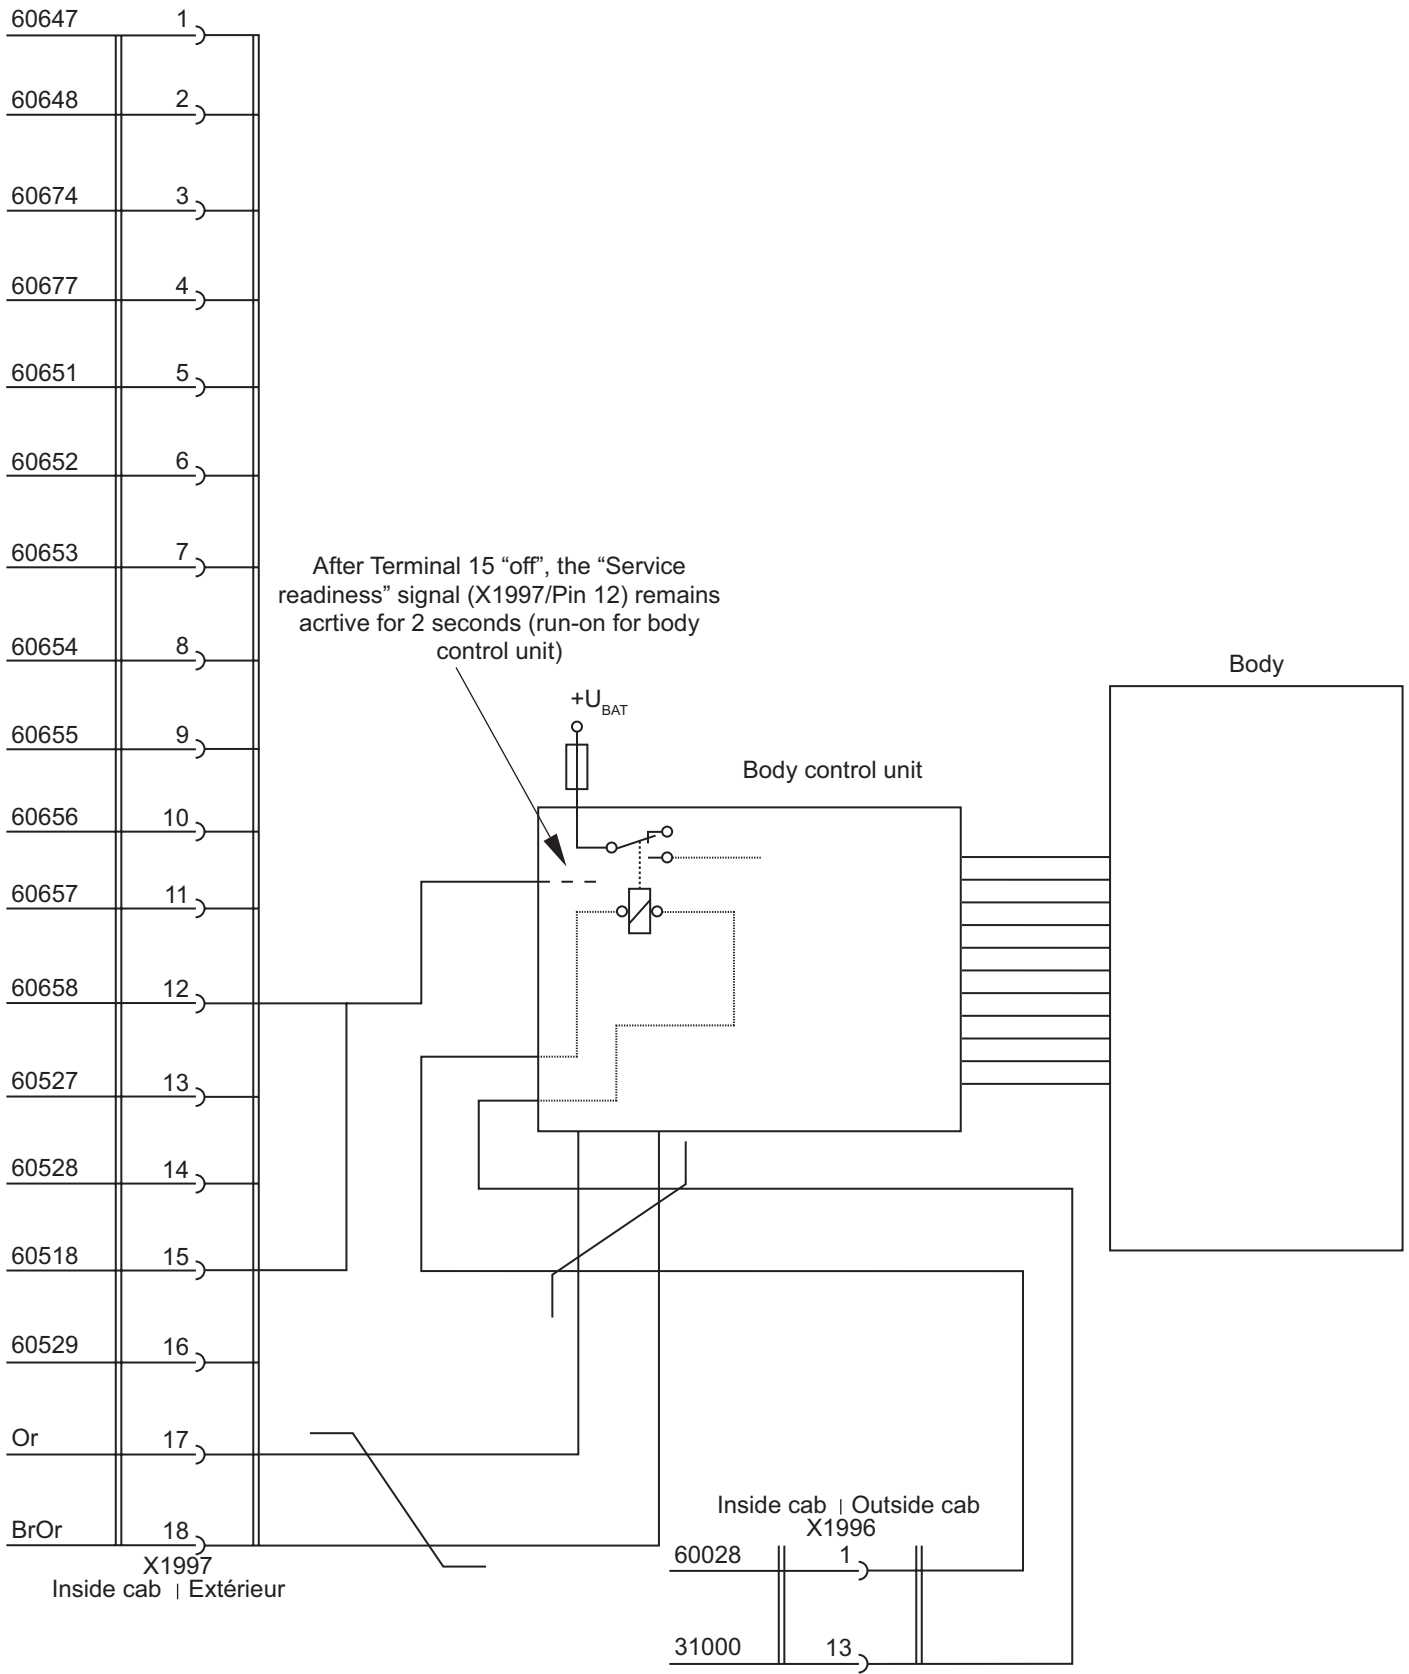 60647 1
60648 2
60674 3
60677 4
60651 5
60652 6
60653 7
After Terminal 15 “off”, the “Service
readiness” signal (X1997/Pin 12) remains
acrtive for 2 seconds (run-on for body
control unit)
60654 8
Body
+UBAT
60655 9
Body control unit
60656 10
60657 11
60658 12
60527 13
60528 14
60518 15
60529 16
Or 17
BrOr 18
X1997
Inside cab | Extérieur
Inside cab | Outside cab
X1996
60028 1
31000 13